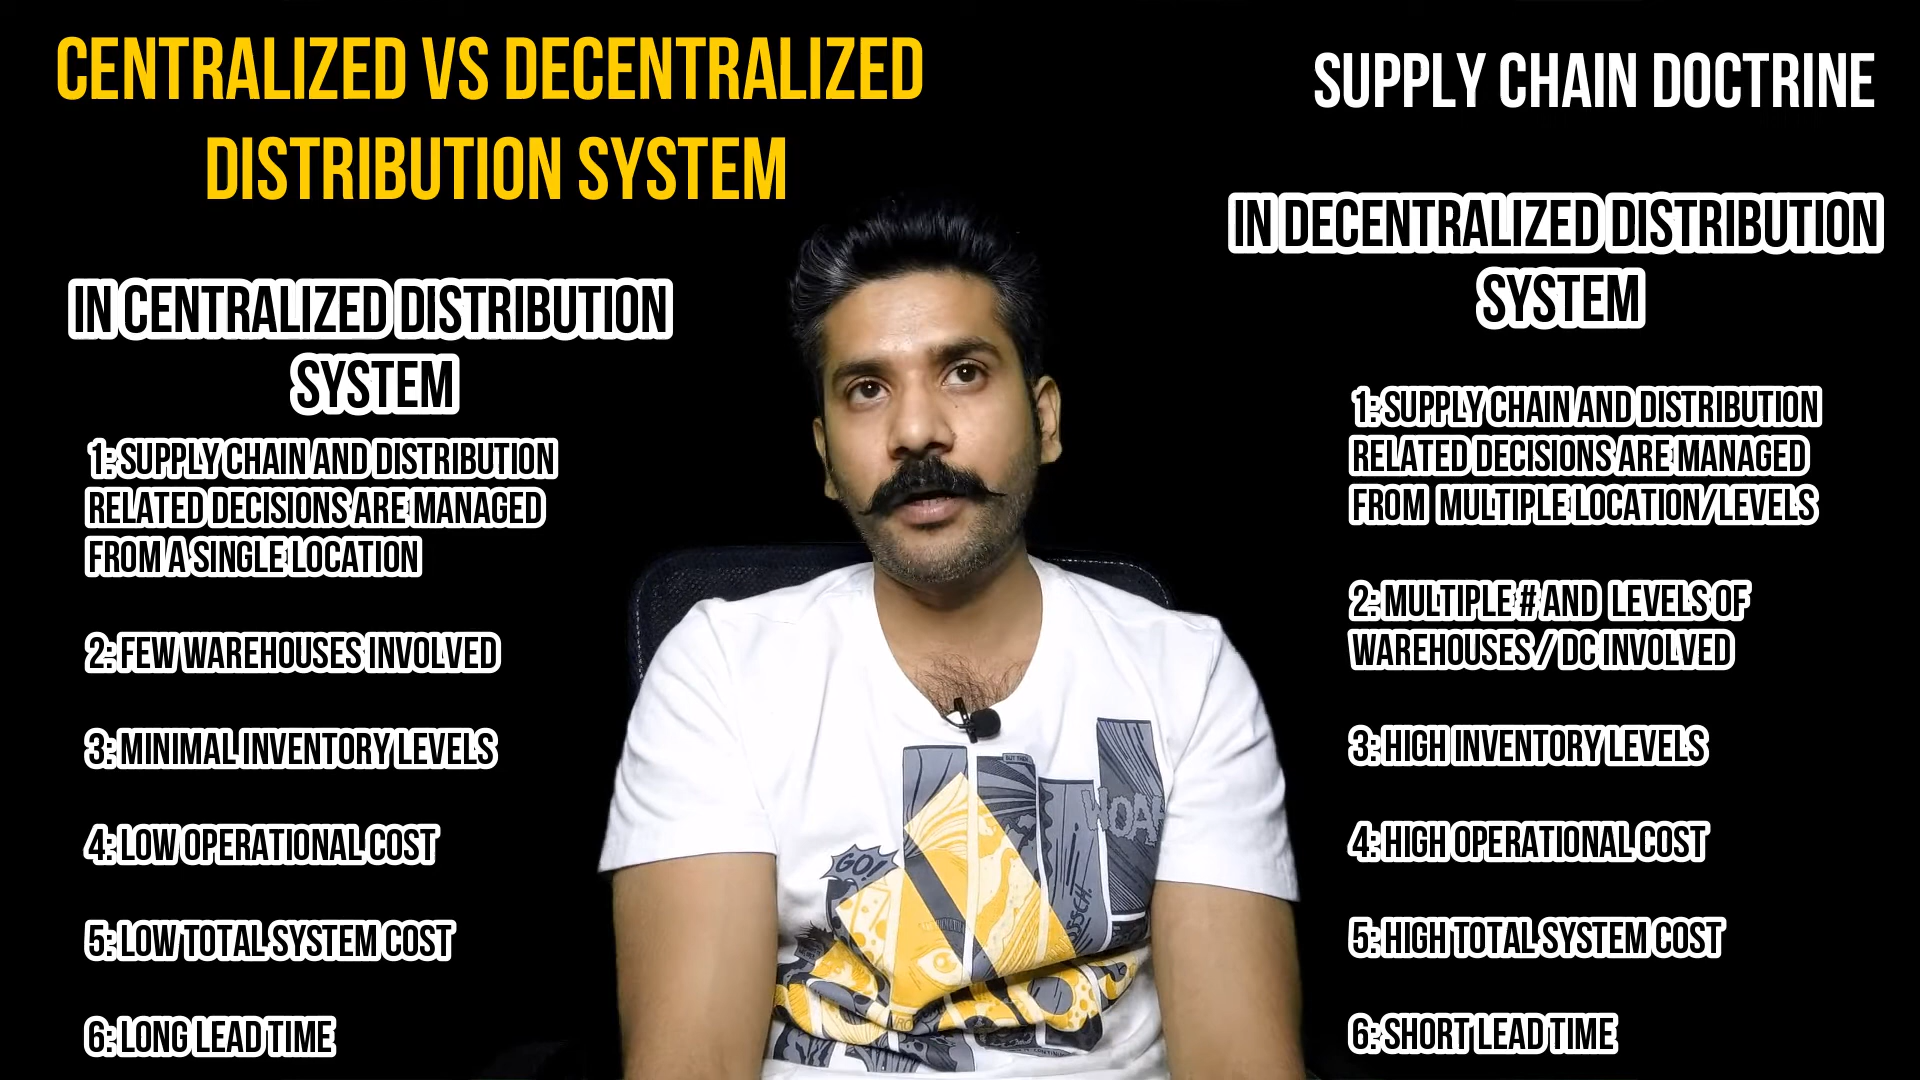 CENTRALIZED VS DECENTRALIZED
DISTRIBUTION SYSTEM
SUPPLY CHAIN DOCTRINE
IN CENTRALIZED DISTRIBUTION
SYSTEM
1: SUPPLY CHAIN AND DISTRIBUTION
RELATED DECISIONS ARE MANAGED
FROM A SINGLE LOCATION
2: FEW WAREHOUSES INVOLVED
3: MINIMAL INVENTORY LEVELS
4: LOW OPERATIONAL COST
5: LOW TOTAL SYSTEM COST
6: LONG LEAD TIME
IN DECENTRALIZED DISTRIBUTION
SYSTEM
1: SUPPLY CHAIN AND DISTRIBUTION
RELATED DECISIONS ARE MANAGED
FROM MULTIPLE LOCATION/LEVELS
2: MULTIPLE # AND LEVELS OF
WAREHOUSES / DC INVOLVED
3: HIGH INVENTORY LEVELS
4: HIGH OPERATIONAL COST
5: HIGH TOTAL SYSTEM COST
6: SHORT LEAD TIME
BUT THEN
GO!